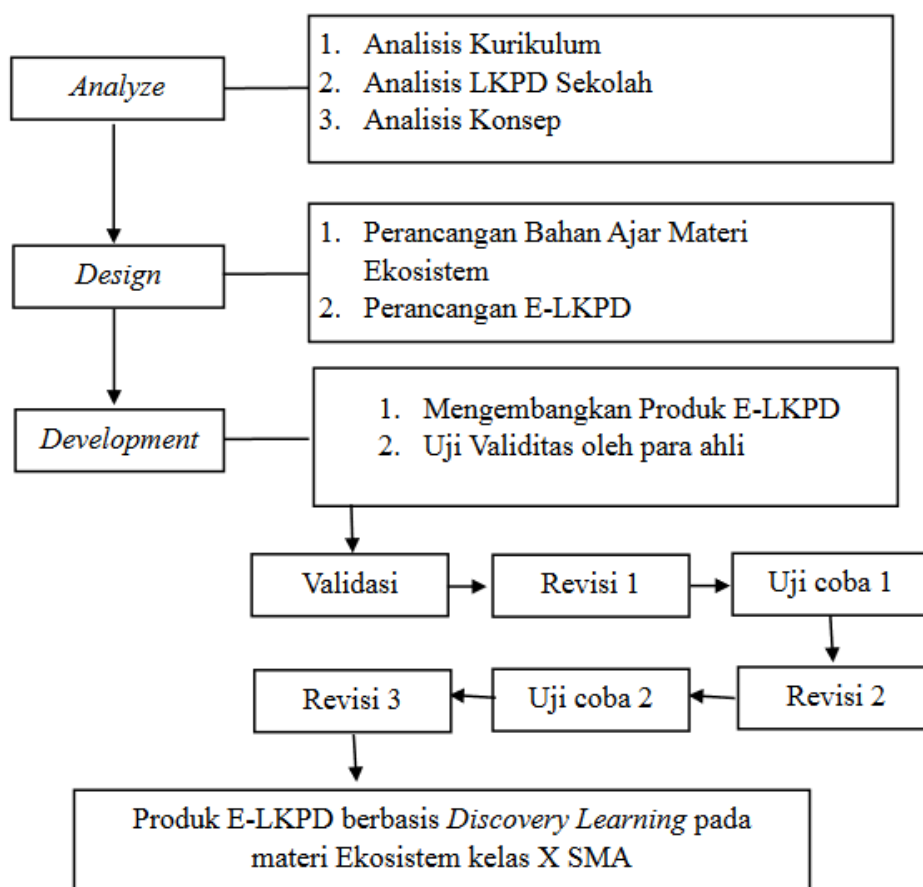 Analyze
1. Analisis Kurikulum
2. Analisis LKPD Sekolah
3. Analisis Konsep
Design
1. Perancangan Bahan Ajar Materi
Ekosistem
2. Perancangan E-LKPD
Development
1. Mengembangkan Produk E-LKPD
2. Uji Validitas oleh para ahli
Validasi
Revisi 1
Uji coba 1
Revisi 2
Uji coba 2
Revisi 3
Produk E-LKPD berbasis Discovery Learning pada
materi Ekosistem kelas X SMA